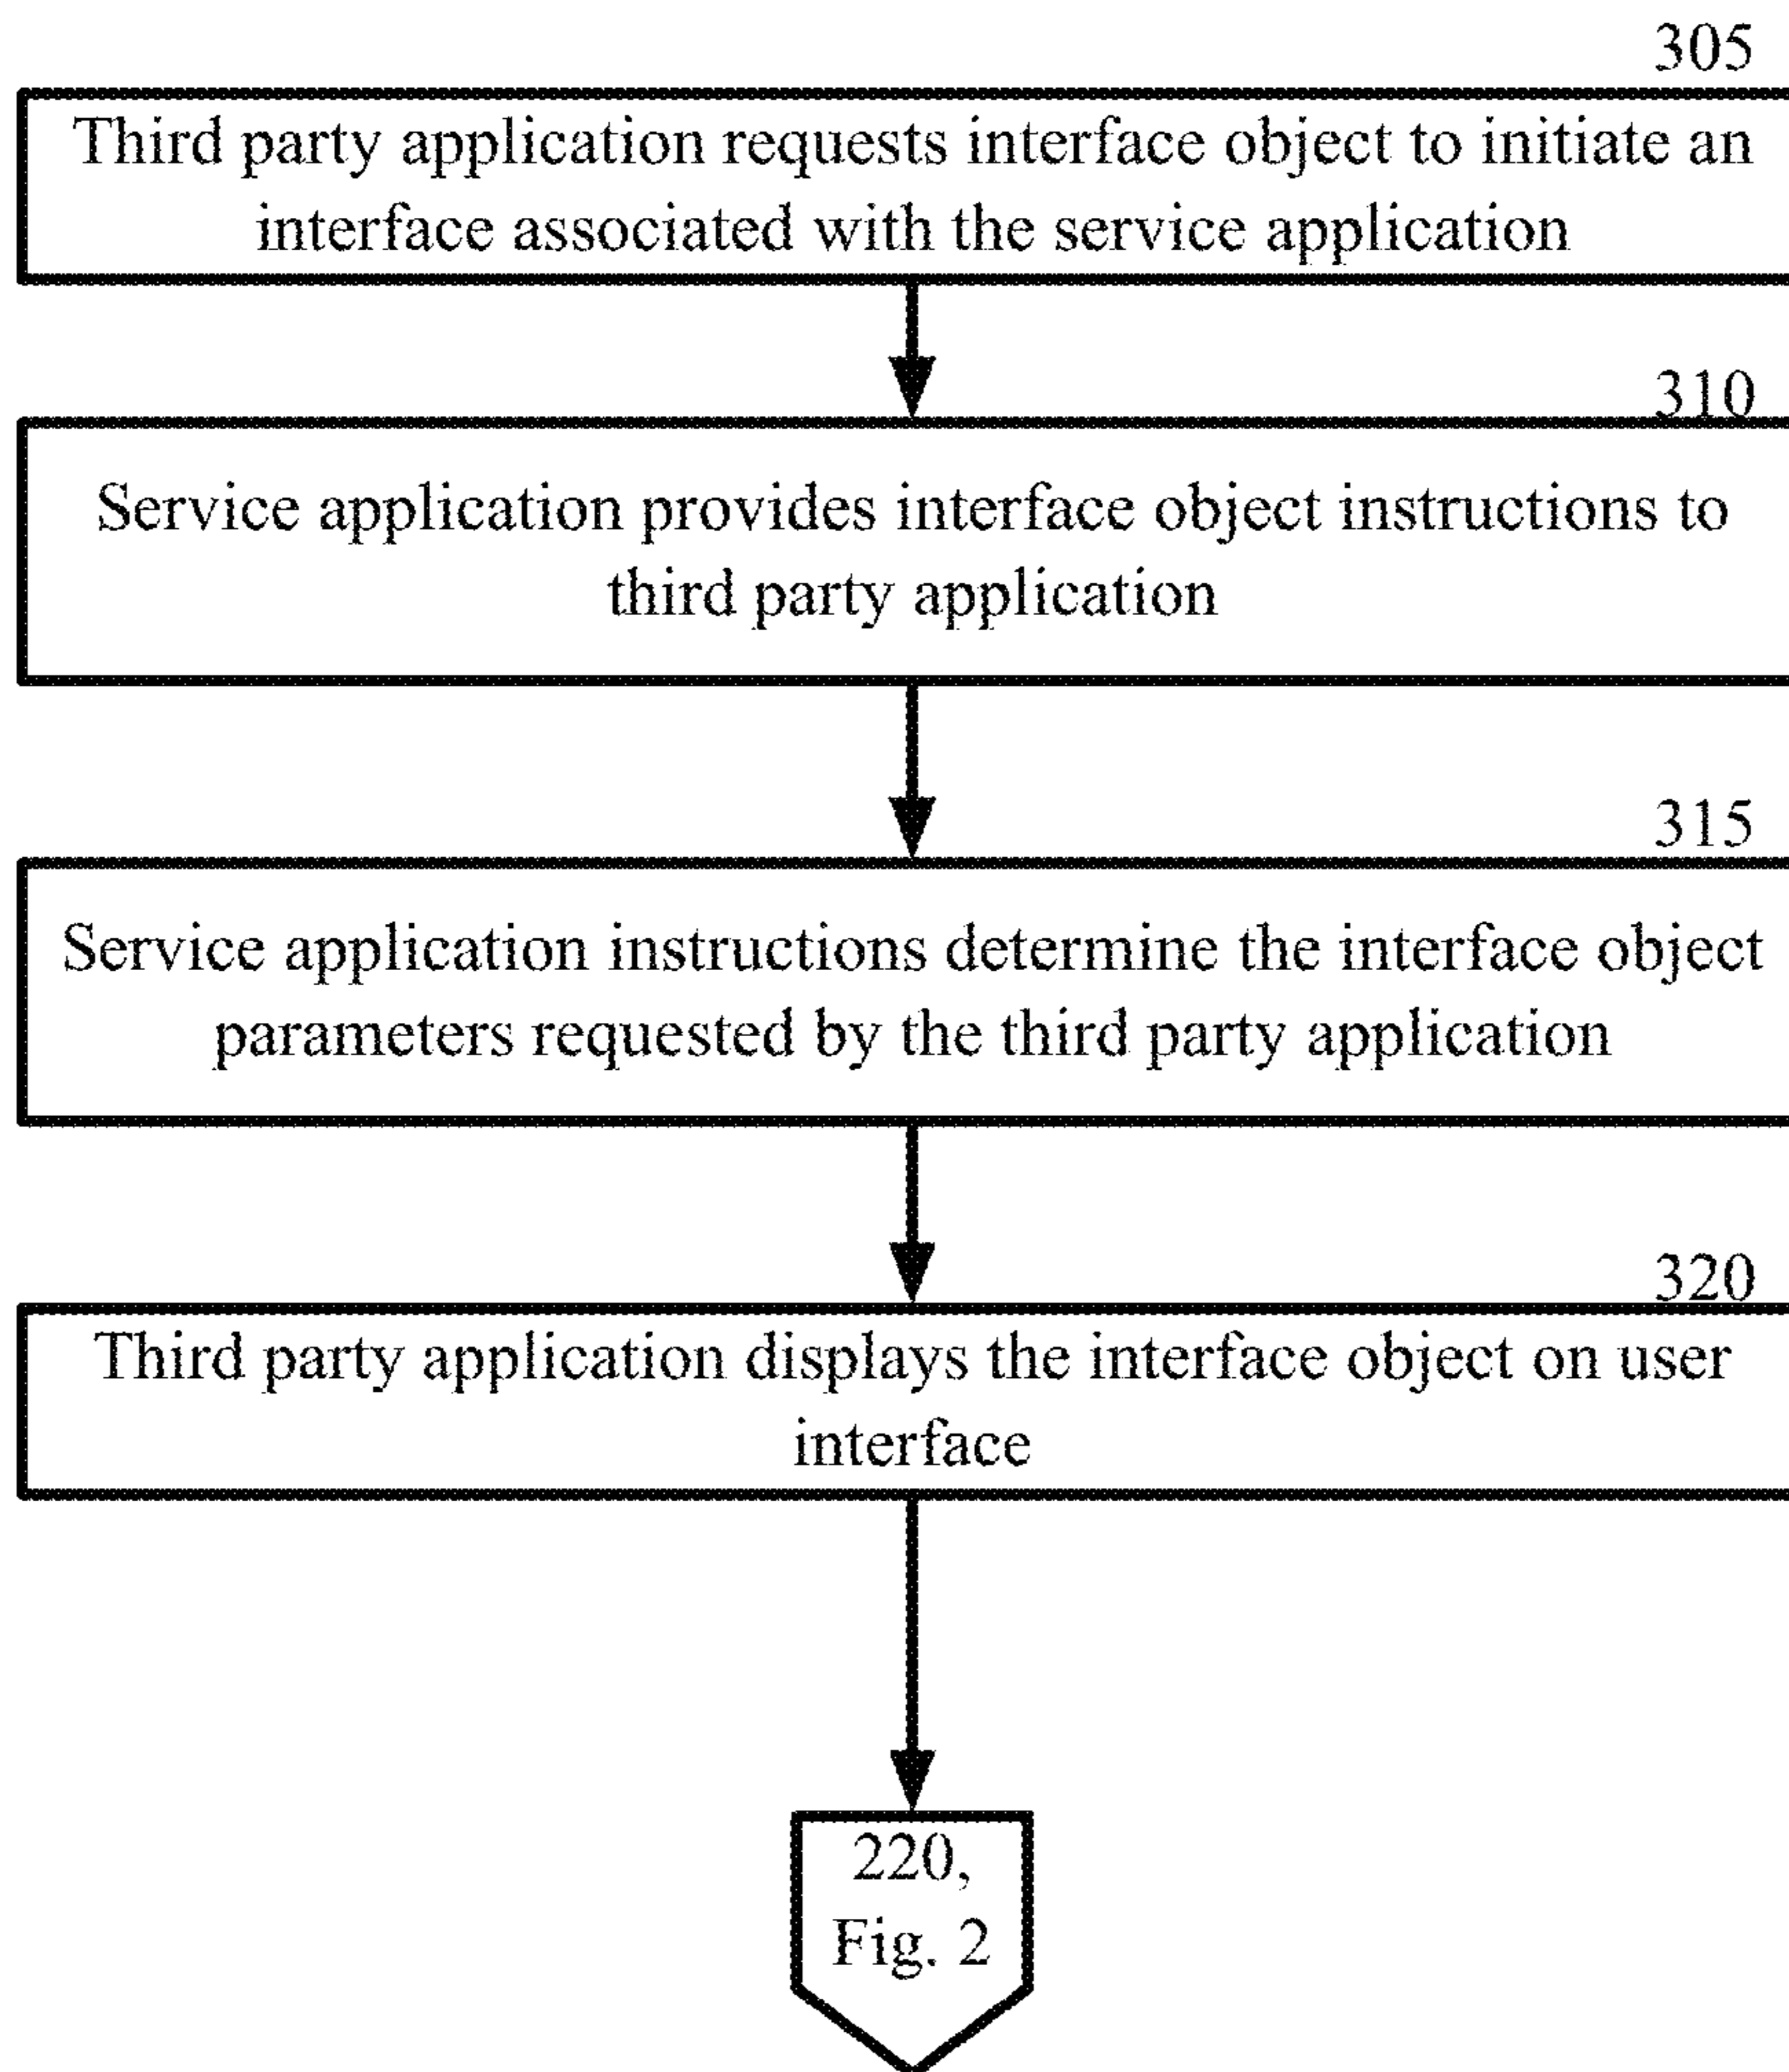 305
Third party application requests interface object to initiate an
interface associated with the service application
310
Service application provides interface object instructions to
third party application
315
Service application instructions determine the interface object
parameters requested by the third party application
320
Third party application displays the interface object on user
interface
220,
Fig. 2